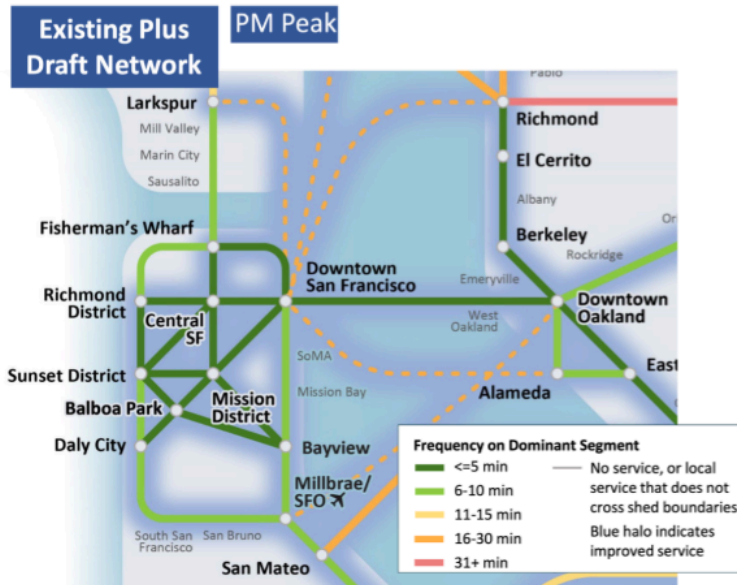 Existing Plus
Draft Network
PM Peak
Larkspur
Mill Valley
Marin City
Sausalito
Pablo
Richmond
El Cerrito
Albany
Berkeley
Fisherman's Wharf
Richmond
District
Central
SF
Downtown
San Francisco
Emeryville
Rockridge
West
Oakland
Downtown
Oakland
Sunset District
Balboa Park
Mission
District
SoMA
Mission Bay
Alameda
East
Daly City
Bayview
Millbrae/
SFO
South San
Francisco
San Bruno
San Mateo
Frequency on Dominant Segment
<=5 min
6-10 min
11-15 min
16-30 min
31+ min
No service, or local
service that does not
cross shed boundaries
Blue halo indicates
improved service